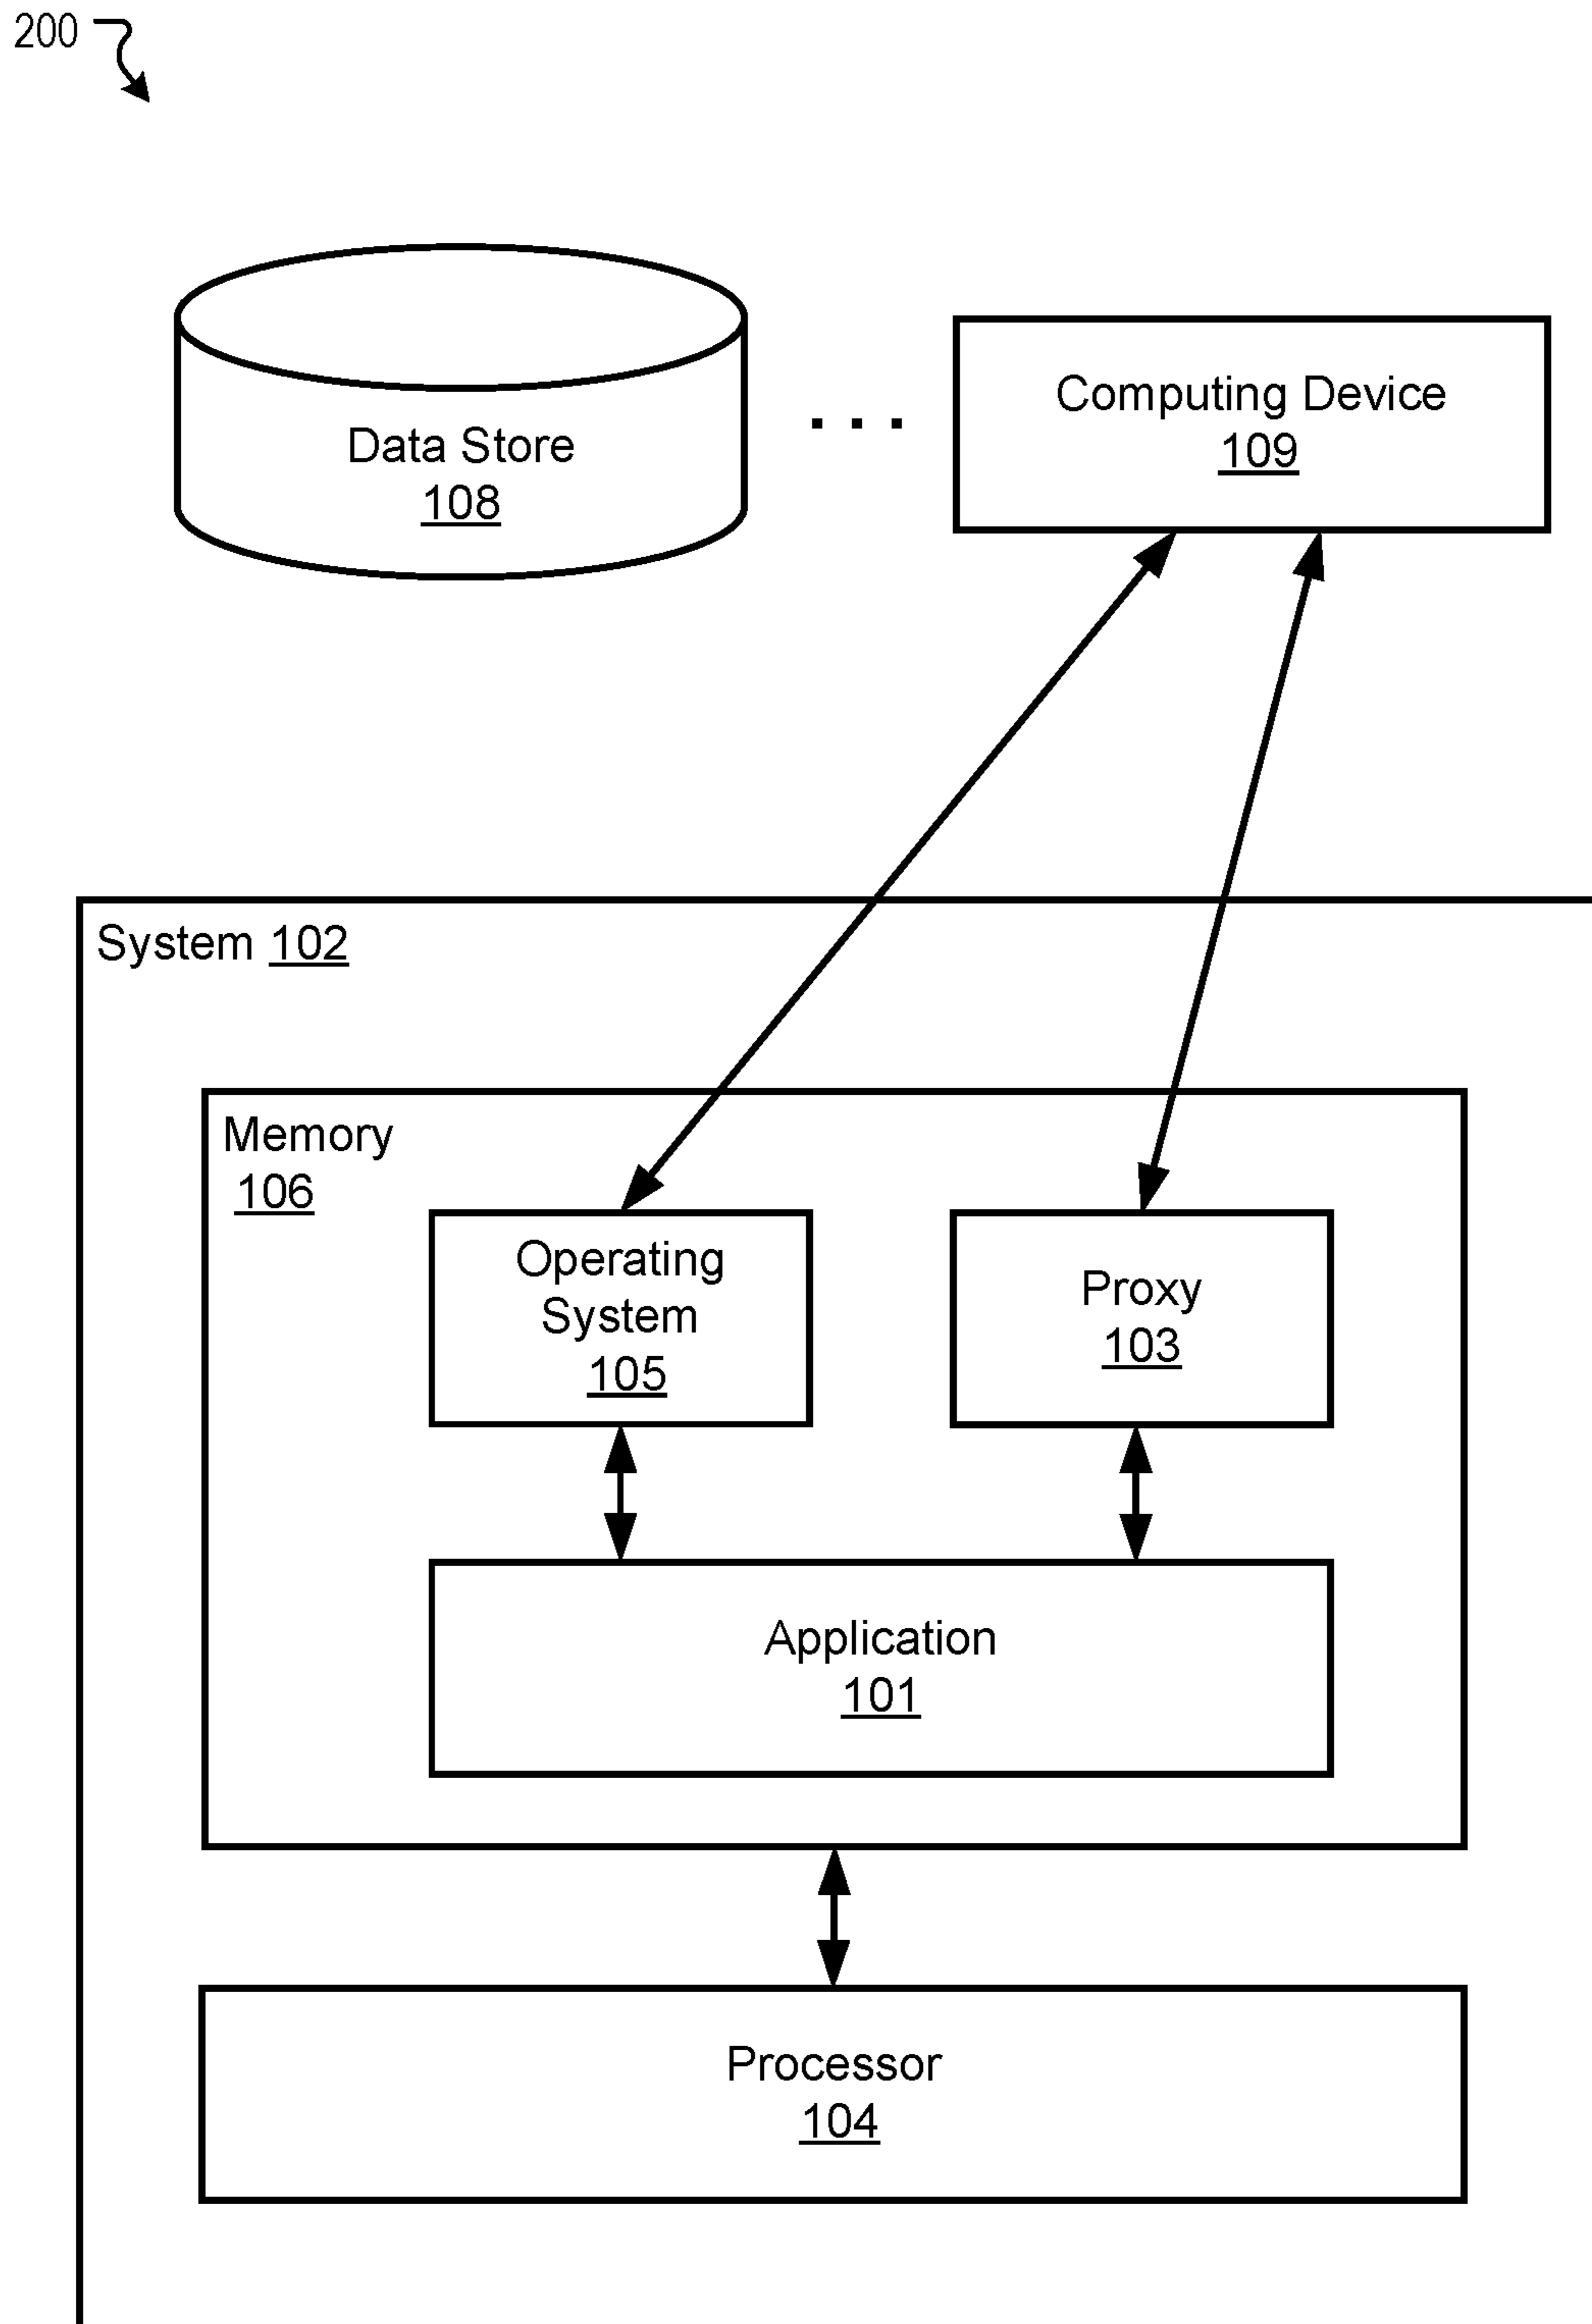 200
Data Store
108
. . .
Computing Device
109
System 102
Memory
106
Operating
System
105
Proxy
103
Application
101
Processor
104